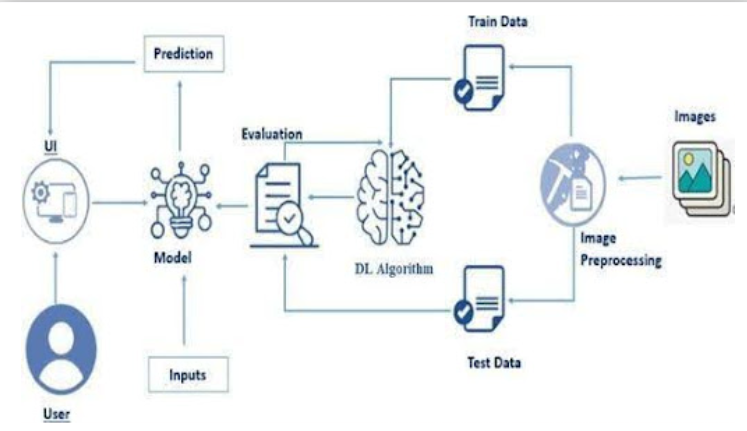 Train Data
Prediction
Images
Evaluation
UI
Model
Image
Preprocessing
DL Algorithm
Inputs
Test Data
User